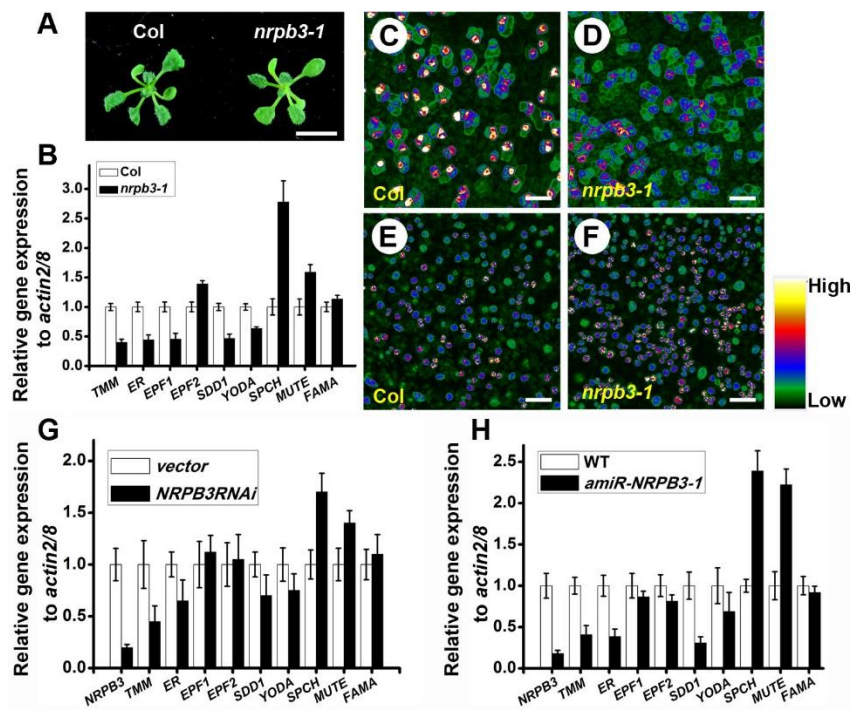 A
Col
nrpb3-1
B
Col
nrpb3-1
Relative gene expression
to actin2/8
3.0
2.5
2.0
1.5
1.0
0.5
0.0
TMM
ER
EPF1
EPF2
SDD1
YODA
SPCH
MUTE
FAMA
C
Col
D
nrpb3-1
E
Col
F
nrpb3-1
High
Low
G
vector
NRPB3RNAi
Relative gene expression
to actin2/8
2.0
1.5
1.0
0.5
0.0
NRPB3
TMM
ER
EPF1
EPF2
SDD1
YODA
SPCH
MUTE
FAMA
H
WT
amiR-NRPB3-1
Relative gene expression
to actin2/8
2.5
2.0
1.5
1.0
0.5
0.0
NRPB3
TMM
ER
EPF1
EPF2
SDD1
YODA
SPCH
MUTE
FAMA